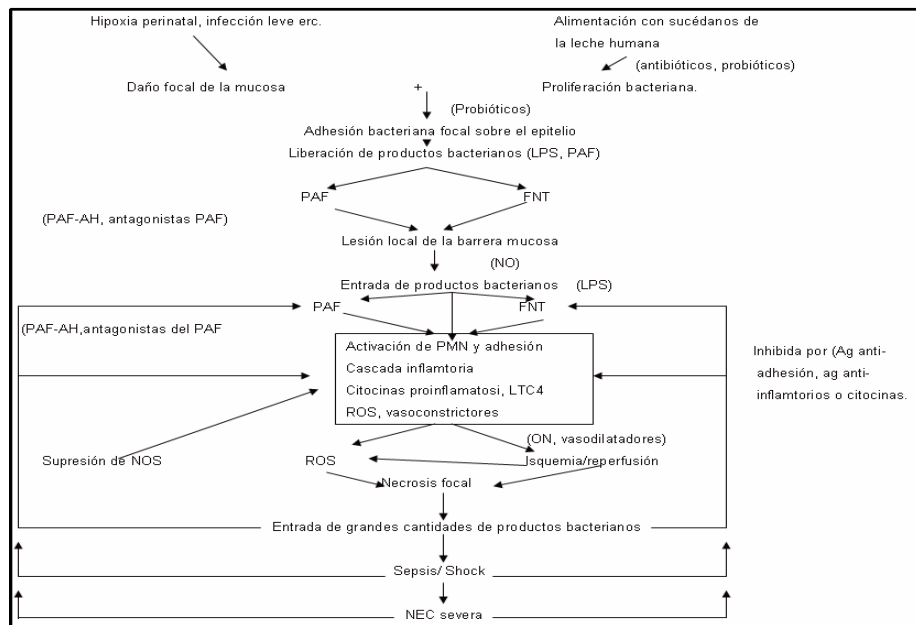 Hipoxia perinatal, infección leve erc.
Alimentación con sucédanos de
la leche humana
(antibióticos, probióticos)
Daño focal de la mucosa
+
Proliferación bacteriana.
(Probióticos)
Adhesión bacteriana focal sobre el epitelio
Liberación de productos bacterianos (LPS, PAF)
PAF
FNT
(PAF-AH, antagonistas PAF)
Lesión local de la barrera mucosa
(NO)
Entrada de productos bacterianos
(LPS)
PAF
FNT
(PAF-AH,antagonistas del PAF
Activación de PMN y adhesión
Cascada inflamtoria
Citocinas proinflamatosi, LTC4
ROS, vasoconstrictores
Inhibida por (Ag anti-
adhesión, ag anti-
inflamtorios o citocinas.
(ON, vasodilatadores)
Supresión de NOS
ROS
Isquemia/reperfusión
Necrosis focal
Entrada de grandes cantidades de productos bacterianos
Sepsis/ Shock
NEC severa